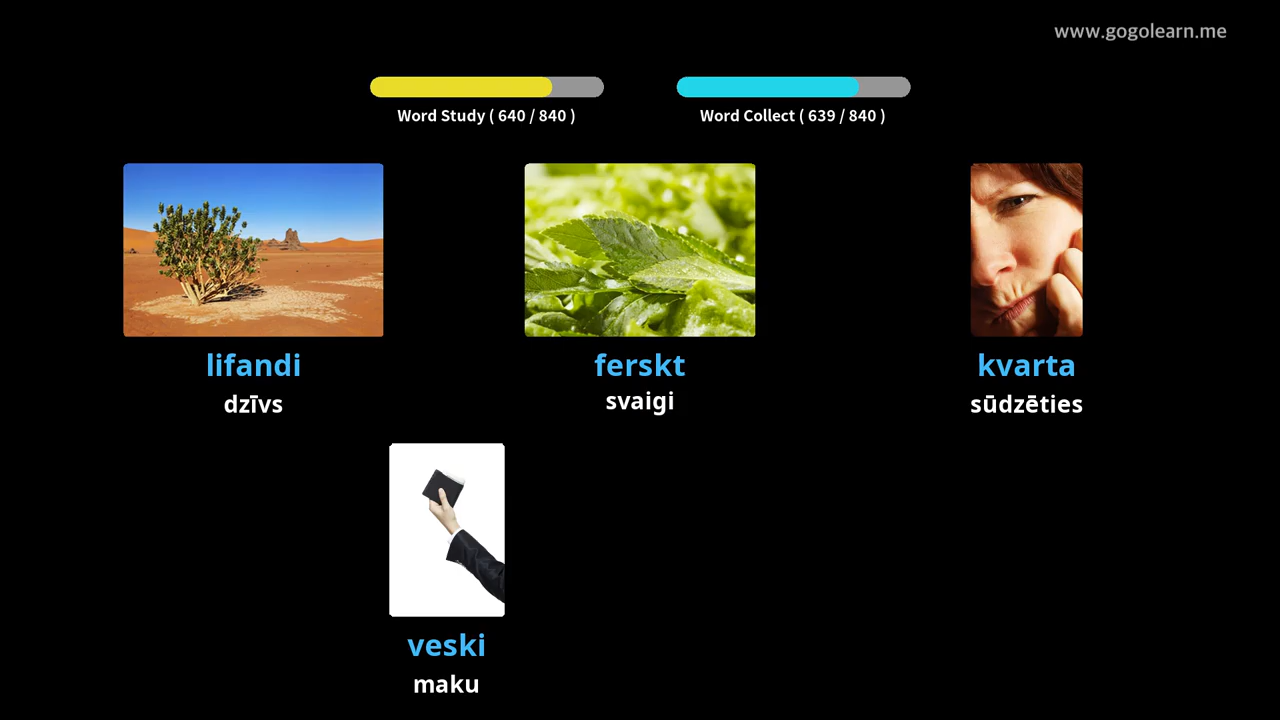 www.gogolearn.me
Word Study ( 640 / 840 )
Word Collect ( 639 / 840 )
lifandi
dzīvs
ferskt
svaigi
kvarta
sūdzēties
veski
maku